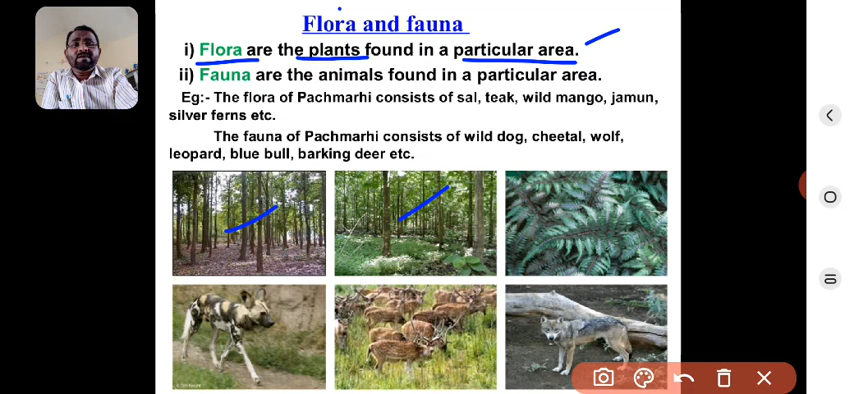 Flora and fauna
i) Flora are the plants found in a particular area.
ii) Fauna are the animals found in a particular area.
Eg:- The flora of Pachmarhi consists of sal, teak, wild mango, jamun,
silver ferns etc.
The fauna of Pachmarhi consists of wild dog, cheetal, wolf,
leopard, blue bull, barking deer etc.